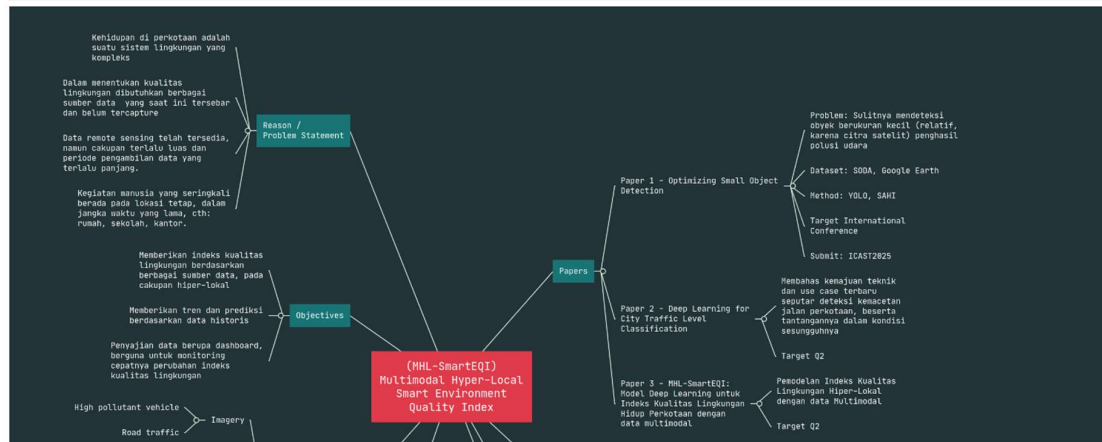 Kehidupan di perkotaan adalah
suatu sistem lingkungan yang
kompleks
Dalam menentukan kualitas
lingkungan dibutuhkan berbagai
sumber data yang saat ini tersebar
dan belum tercapture
Data remote sensing telah tersedia,
namun cakupan terlalu luas dan
periode pengambilan data yang
terlalu panjang.
Kegiatan manusia yang seringkali
berada pada lokasi tetap, dalam
jangka waktu yang lama, cth:
rumah, sekolah, kantor.
Reason /
Problem Statement
Memberikan indeks kualitas
lingkungan berdasarkan
berbagai sumber data, pada
cakupan hiper-lokal
Memberikan tren dan prediksi
berdasarkan data historis
Penyajian data berupa dashboard,
berguna untuk monitoring
cepatnya perubahan indeks
kualitas lingkungan
Objectives
High pollutant vehicle
Road traffic
Imagery
(MHL-SmartEQI)
Multimodal Hyper-Local
Smart Environment
Quality Index
Papers
Paper 1 - Optimizing Small Object
Detection
Problem: Sulitnya mendeteksi
obyek berukuran kecil (relatif,
karena citra satelit) penghasil
polusi udara
Dataset: SODA, Google Earth
Method: YOLO, SAHI
Target International
Conference
Submit: ICAST2025
Paper 2 - Deep Learning for
City Traffic Level
Classification
Membahas kemajuan teknik
dan use case terbaru
seputar deteksi kemacetan
jalan perkotaan, beserta
tantangannya dalam kondisi
sesungguhnya
Target Q2
Paper 3 - MHL-SmartEQI:
Model Deep Learning untuk
Indeks Kualitas Lingkungan
Hidup Perkotaan dengan
data multimodal
Pemodelan Indeks Kualitas
Lingkungan Hiper-Lokal
dengan data Multimodal
Target Q2